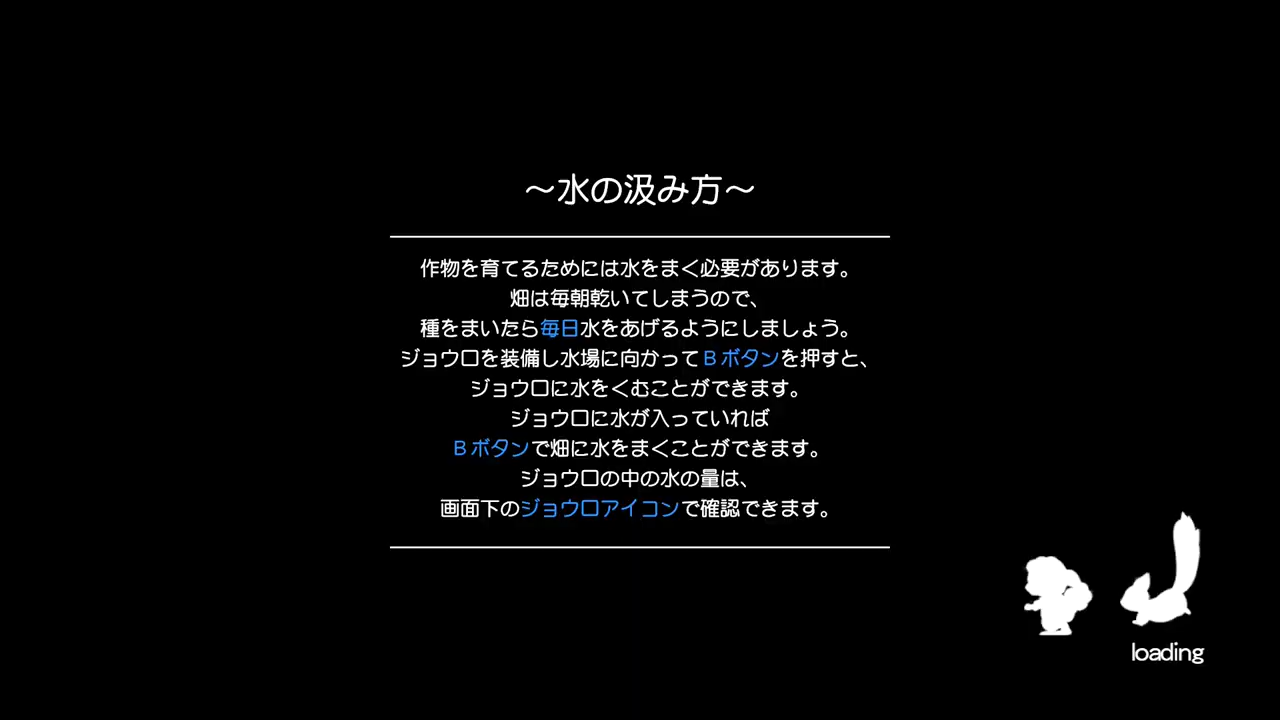 ～水の汲み方～
作物を育てるためには水をまく必要があります。
畑は毎朝乾いてしまうので、
種をまいたら毎日水をあげるようにしましょう。
ジョウロを装備し水場に向かってＢボタンを押すと、
ジョウロに水をくむことができます。
ジョウロに水が入っていれば
Ｂボタンで畑に水をまくことができます。
ジョウロの中の水の量は、
画面下のジョウロアイコンで確認できます。
loading